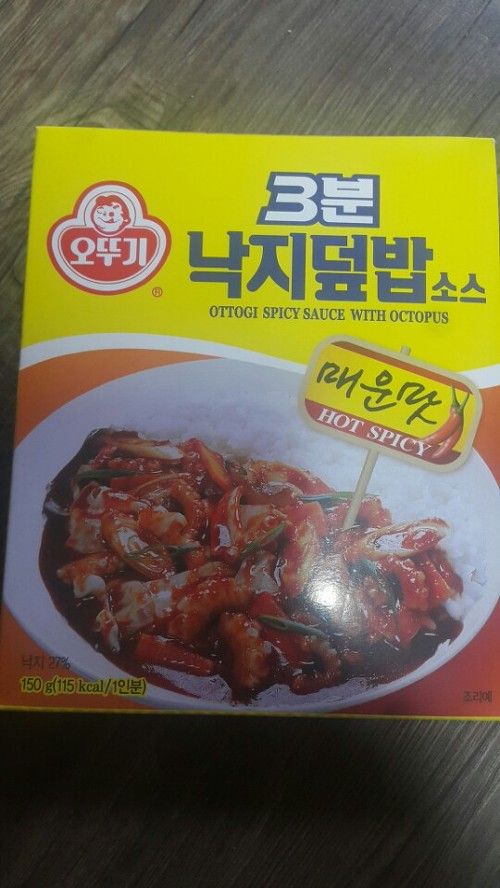 3분
오뚜기
®
낙지덮밥소스
OTTOGI SPICY SAUCE WITH OCTOPUS
매운맛
HOT SPICY
낙지 27%
150 g(115 kcal/1인분)
조리예